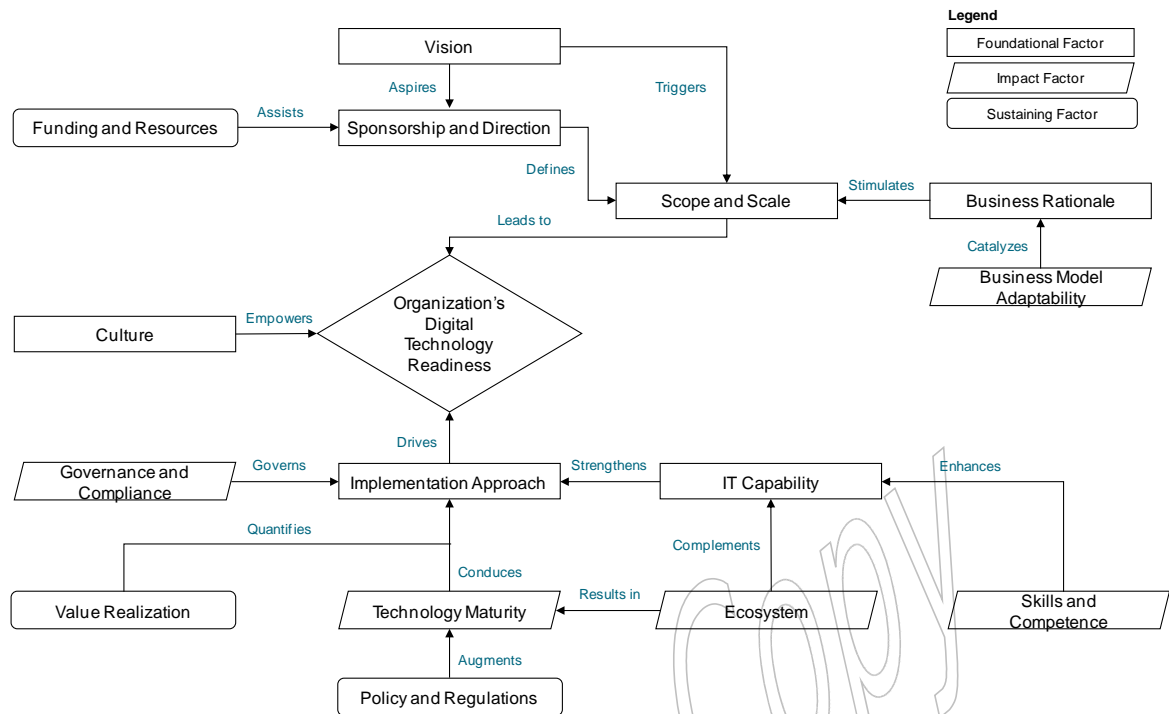 Legend
Foundational Factor
Impact Factor
Sustaining Factor
Vision
Aspires
Triggers
Funding and Resources
Assists
Sponsorship and Direction
Defines
Scope and Scale
Stimulates
Business Rationale
Leads to
Catalyzes
Business Model
Adaptability
Culture
Empowers
Organization's
Digital
Technology
Readiness
Drives
Governance and
Compliance
Governs
Implementation Approach
Strengthens
IT Capability
Enhances
Quantifies
Conduces
Complements
Value Realization
Technology Maturity
Results in
Ecosystem
Skills and
Competence
Augments
Policy and Regulations
Copy